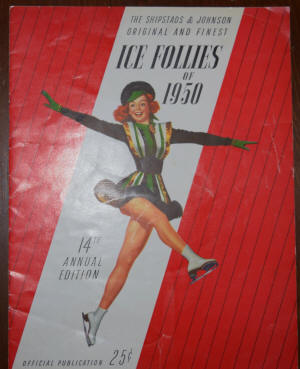 THE SHIPSTADS & JOHNSON
ORIGINAL AND FINEST
ICE FOLLIES
OF
1950
14TH
ANNUAL
EDITION
OFFICIAL PUBLICATION 25¢